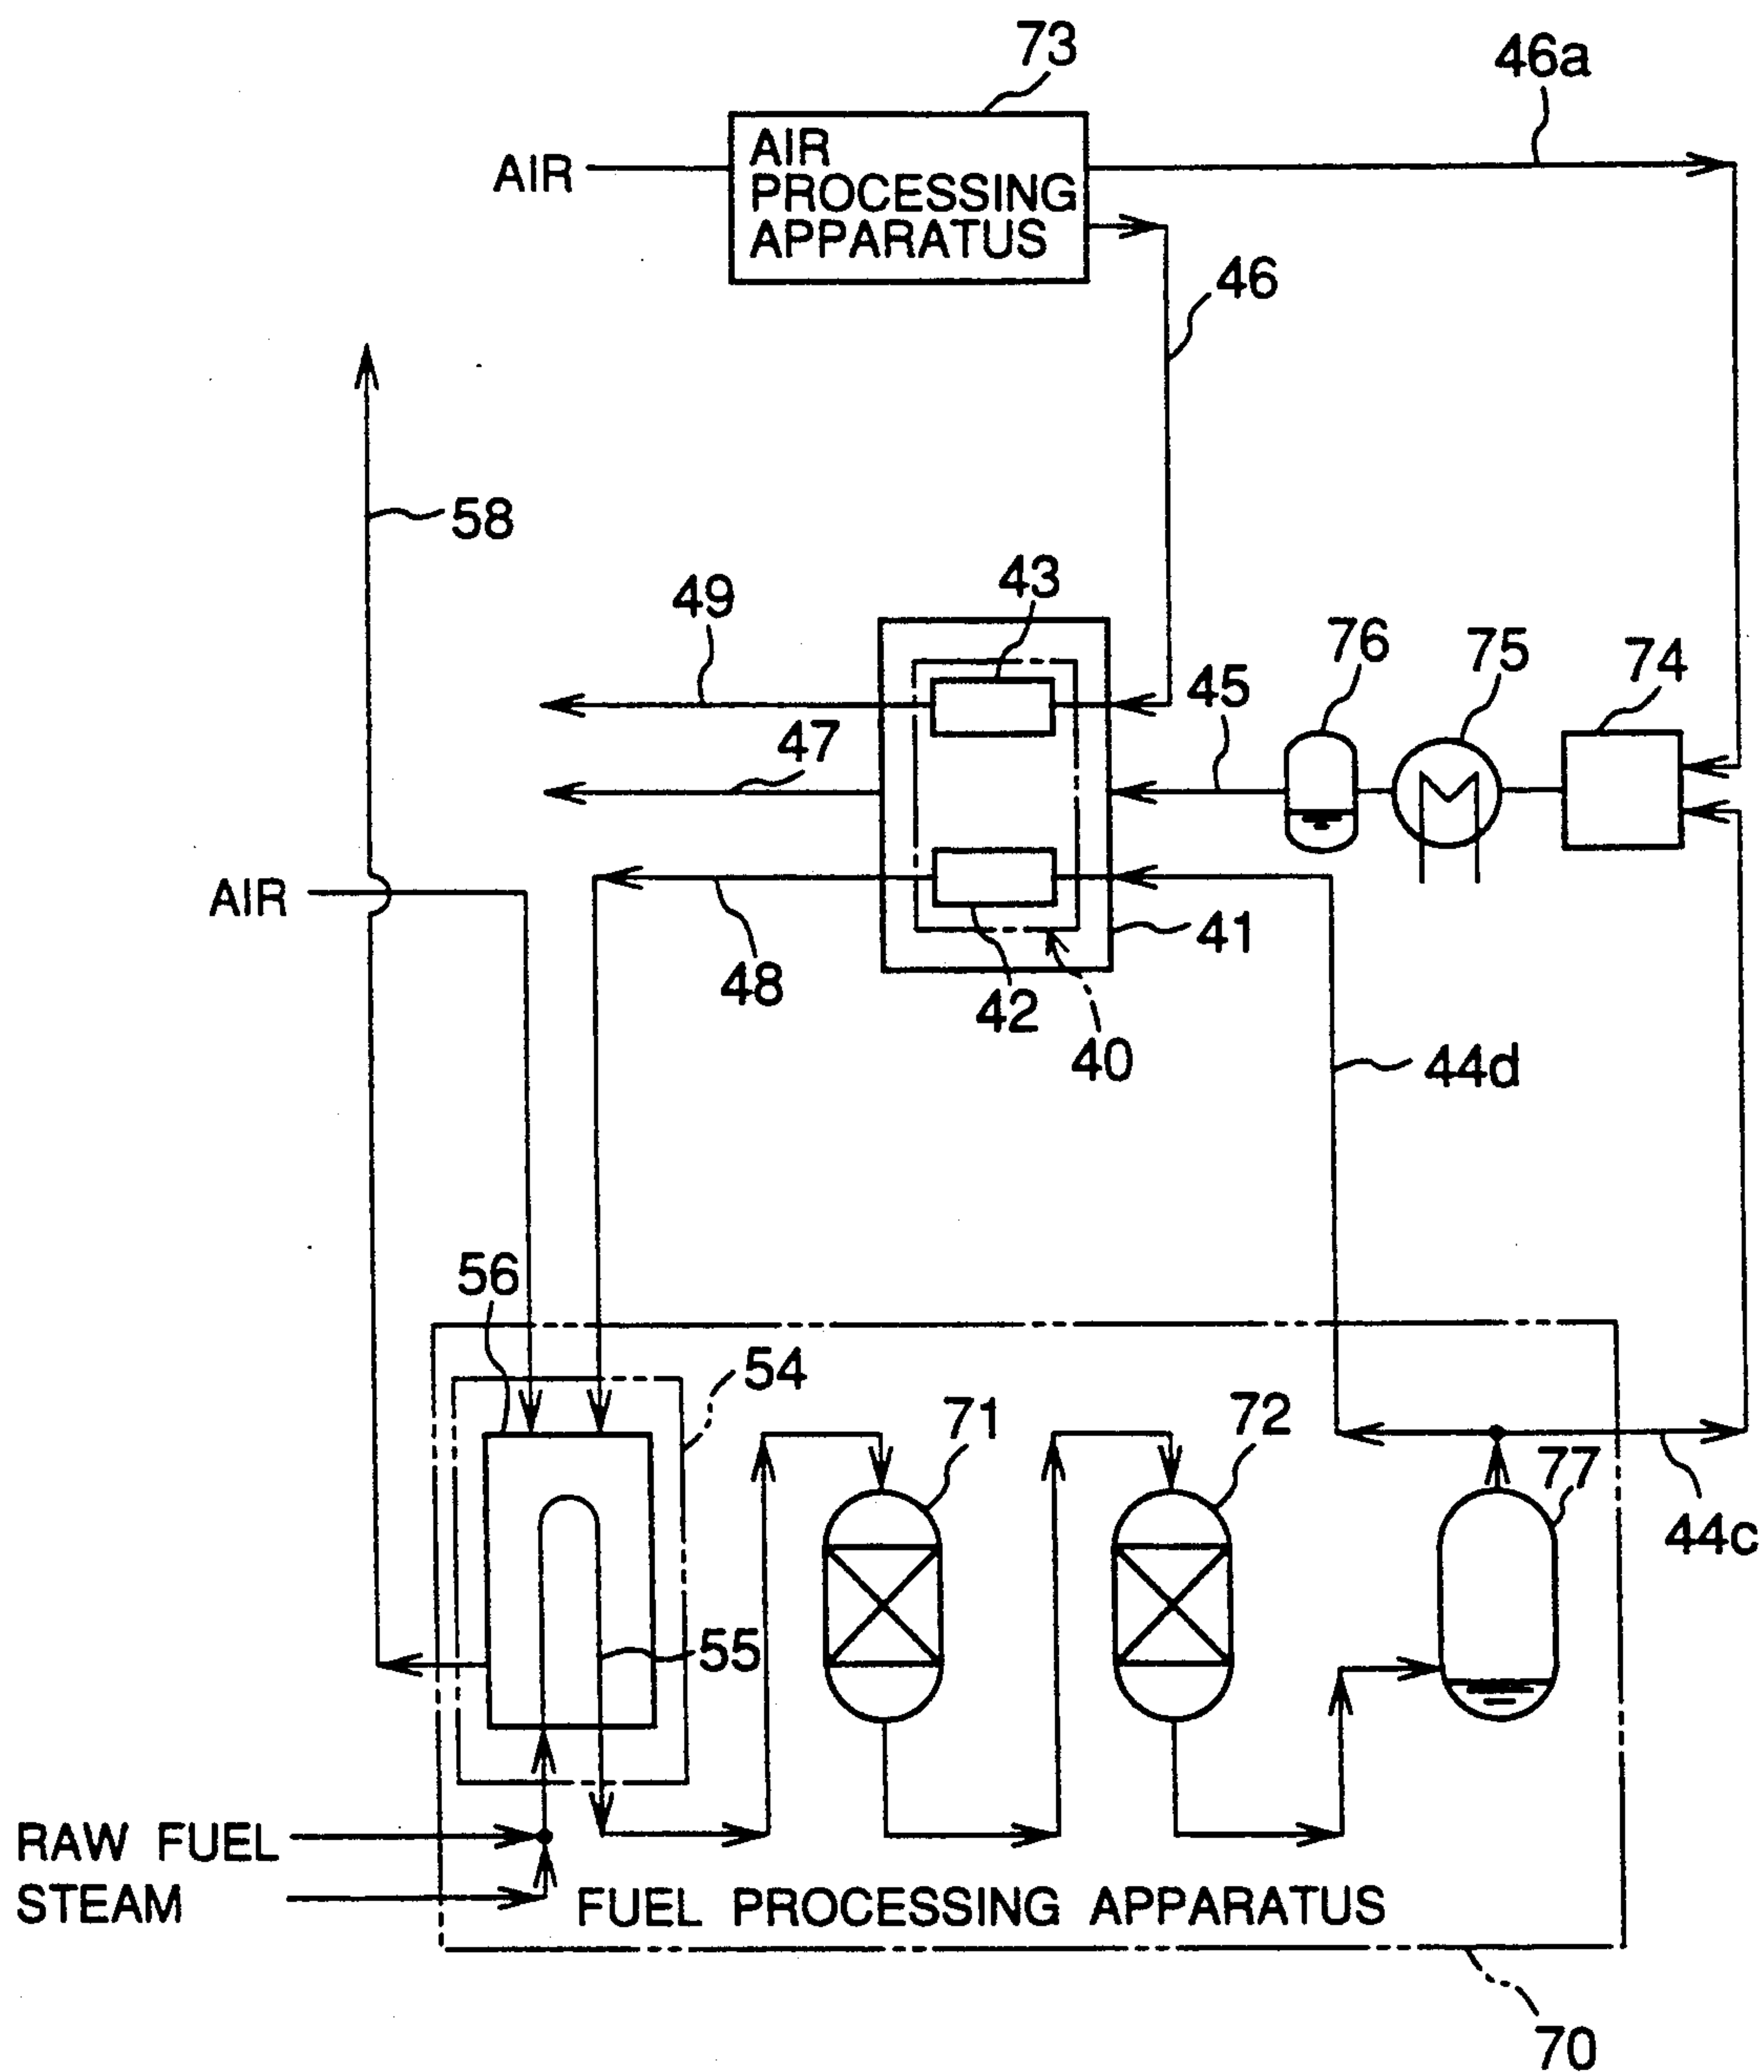 73
46a
AIR
AIR
PROCESSING
APPARATUS
46
58
49
43
76
75
74
47
45
AIR
48
42
41
40
44d
56
54
71
72
77
44c
55
RAW FUEL
STEAM
FUEL PROCESSING APPARATUS
70